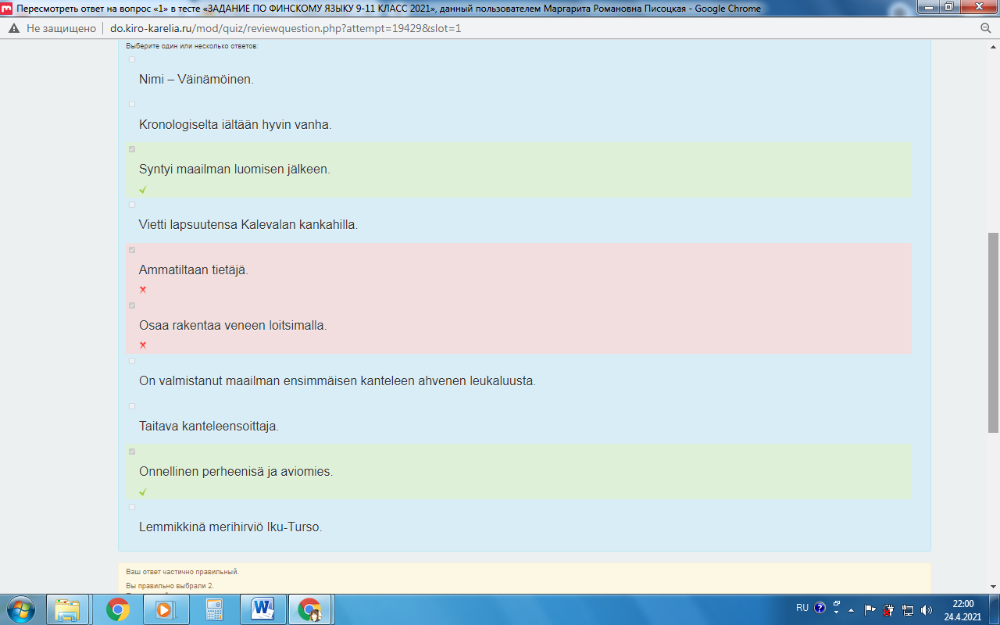 Пересмотреть ответ на вопрос «1» в тесте «ЗАДАНИЕ ПО ФИНСКОМУ ЯЗЫКУ 9-11 КЛАСС 2021», данный пользователем Маргарита Романовна Писоцкая - Google Chrome
Не защищено | do.kiro-karelia.ru/mod/quiz/reviewquestion.php?attempt=19429&slot=1
Выберите один или несколько ответов:
Nimi – Väinämöinen.
Kronologiselta iältään hyvin vanha.
Syntyi maailman luomisen jälkeen.
Vietti lapsuutensa Kalevalan kankahilla.
Ammatiltaan tietäjä.
Osaa rakentaa veneen loitsimalla.
On valmistanut maailman ensimmäisen kanteleen ahvenen leukaluusta.
Taitava kanteleensoittaja.
Onnellinen perheenisä ja aviomies.
Lemmikkinä merihirviö Iku-Turso.
Ваш ответ частично правильный.
Вы правильно выбрали 2.
RU
22:00
24.4.2021